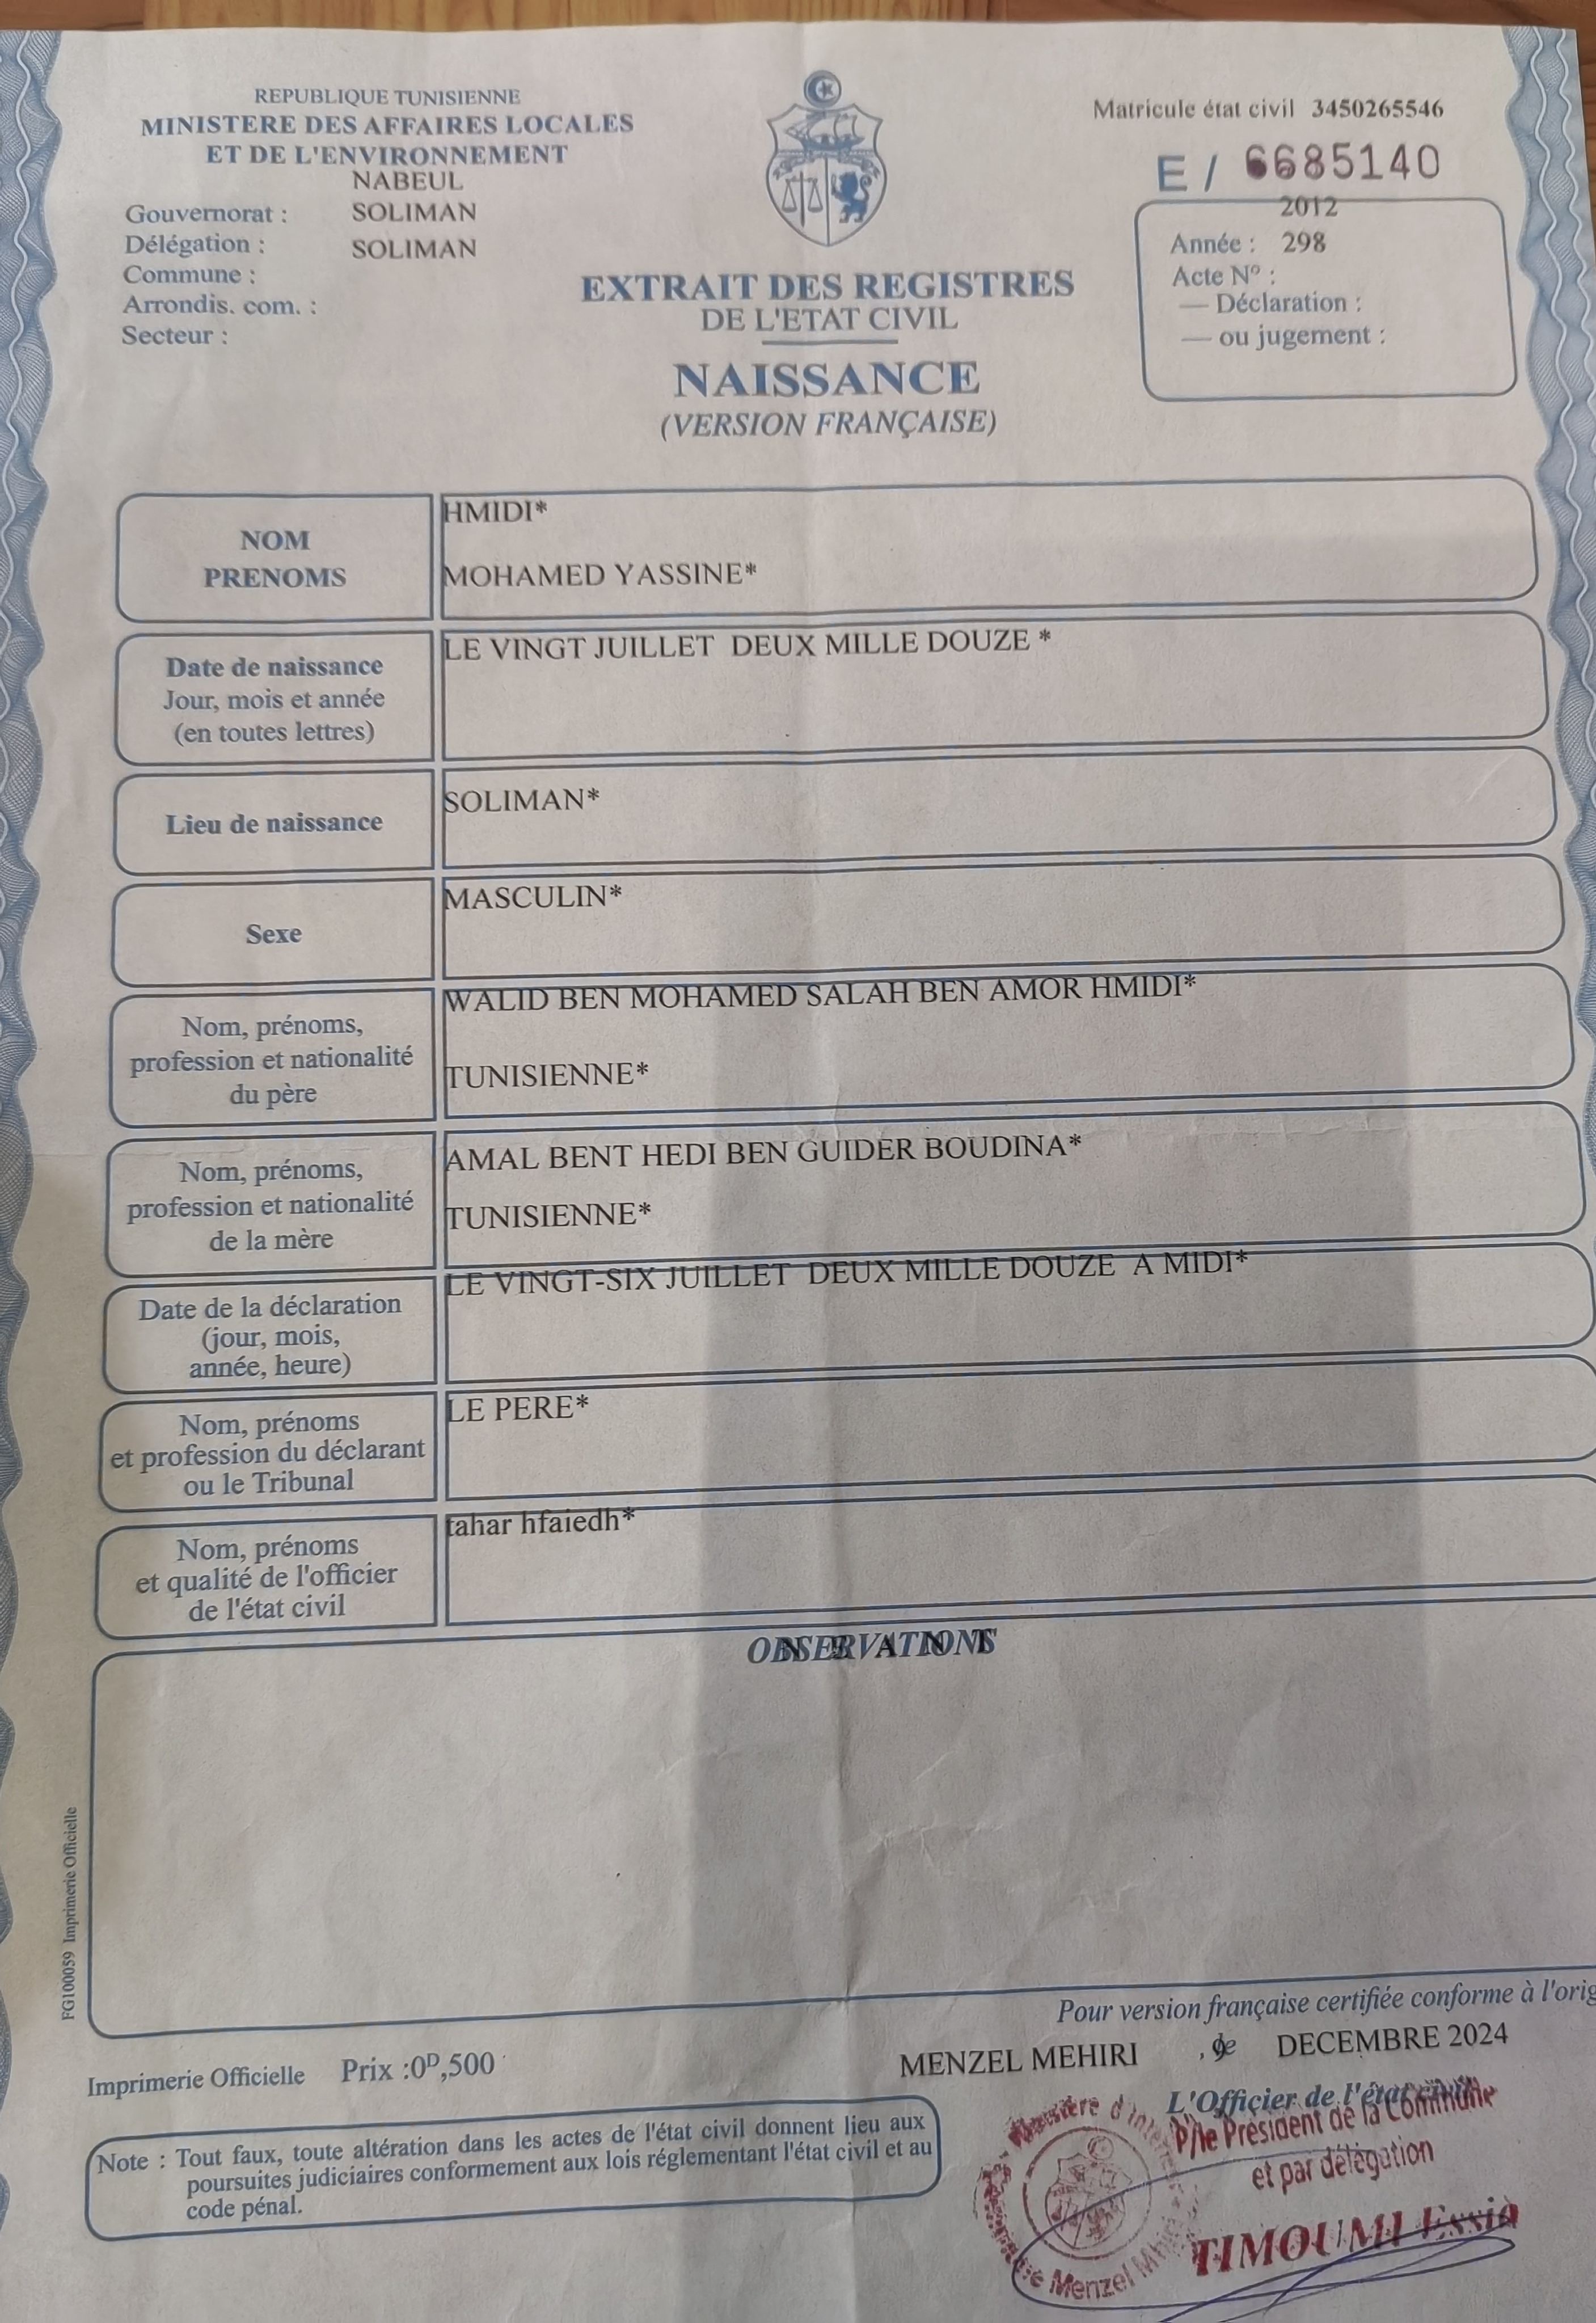 REPUBLIQUE TUNISIENNE
MINISTERE DES AFFAIRES LOCALES
ET DE L'ENVIRONNEMENT
NABEUL
Gouvernorat : SOLIMAN
Délégation : SOLIMAN
Commune :
Arrondis. com. :
Secteur :
Matricule état civil 3450265546
E / 6685140
2012
Année : 298
Acte Nº :
— Déclaration :
— ou jugement :
EXTRAIT DES REGISTRES
DE L'ETAT CIVIL
NAISSANCE
(VERSION FRANÇAISE)
NOM
PRENOMS
HMIDI*
MOHAMED YASSINE*
Date de naissance
Jour, mois et année
(en toutes lettres)
LE VINGT JUILLET DEUX MILLE DOUZE *
Lieu de naissance
SOLIMAN*
Sexe
MASCULIN*
Nom, prénoms,
profession et nationalité
du père
WALID BEN MOHAMED SALAH BEN AMOR HMIDI*
TUNISIENNE*
Nom, prénoms,
profession et nationalité
de la mère
AMAL BENT HEDI BEN GUIDER BOUDINA*
TUNISIENNE*
Date de la déclaration
(jour, mois,
année, heure)
LE VINGT-SIX JUILLET DEUX MILLE DOUZE A MIDI*
Nom, prénoms
et profession du déclarant
ou le Tribunal
LE PERE*
Nom, prénoms
et qualité de l'officier
de l'état civil
tahar hfaiedh*
OBSERVATIONS
FG100059 Imprimerie Officielle
Pour version française certifiée conforme à l'orig
MENZEL MEHIRI , DECEMBRE 2024
Imprimerie Officielle Prix :0ᴰ,500
L'Officier de l'état civil
P/le Président de la Commune
et par délégation
TIMOUMI Essia
Note : Tout faux, toute altération dans les actes de l'état civil donnent lieu aux
poursuites judiciaires conformement aux lois réglementant l'état civil et au
code pénal.